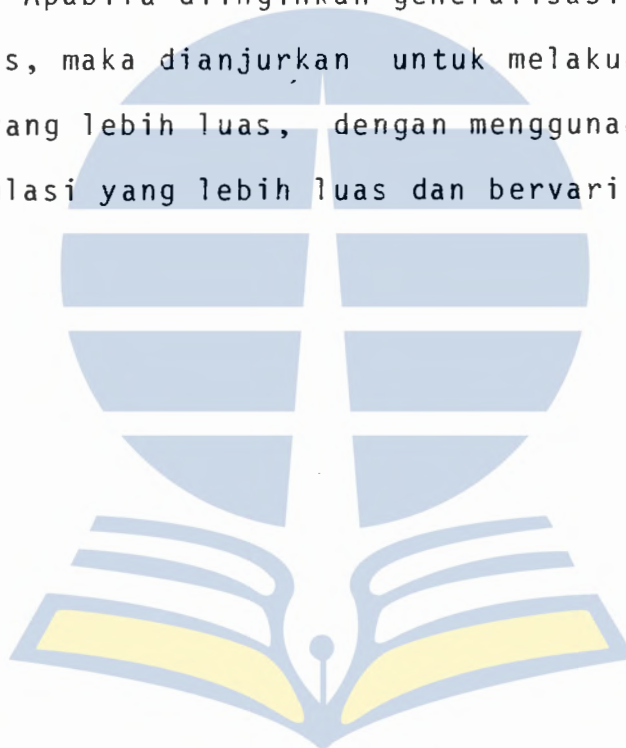 Apabila diinginkan generalisasi
s, maka dianjurkan untuk melaku
ang lebih luas, dengan mengguna
lasi yang lebih luas dan bervari